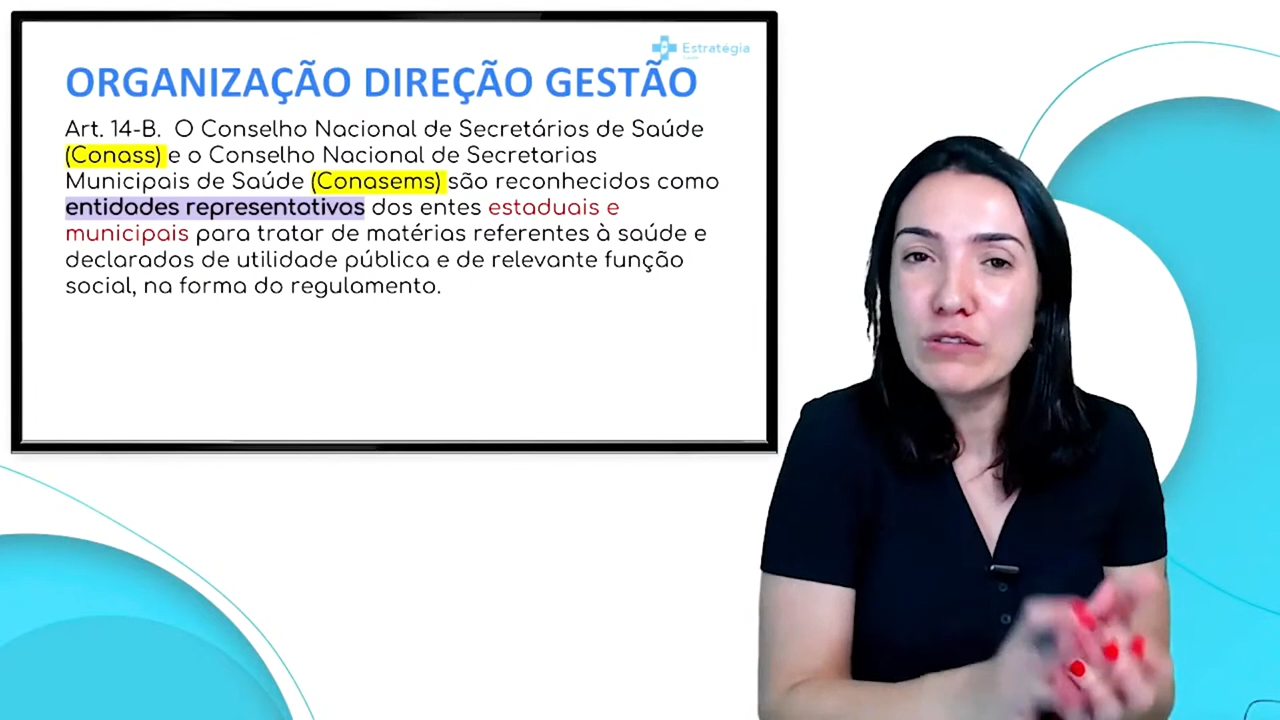 Estratégia
ORGANIZAÇÃO DIREÇÃO GESTÃO
Art. 14-B. O Conselho Nacional de Secretários de Saúde
(Conass) e o Conselho Nacional de Secretarias
Municipais de Saúde (Conasems) são reconhecidos como
entidades representativas dos entes estaduais e
municipais para tratar de matérias referentes à saúde e
declarados de utilidade pública e de relevante função
social, na forma do regulamento.